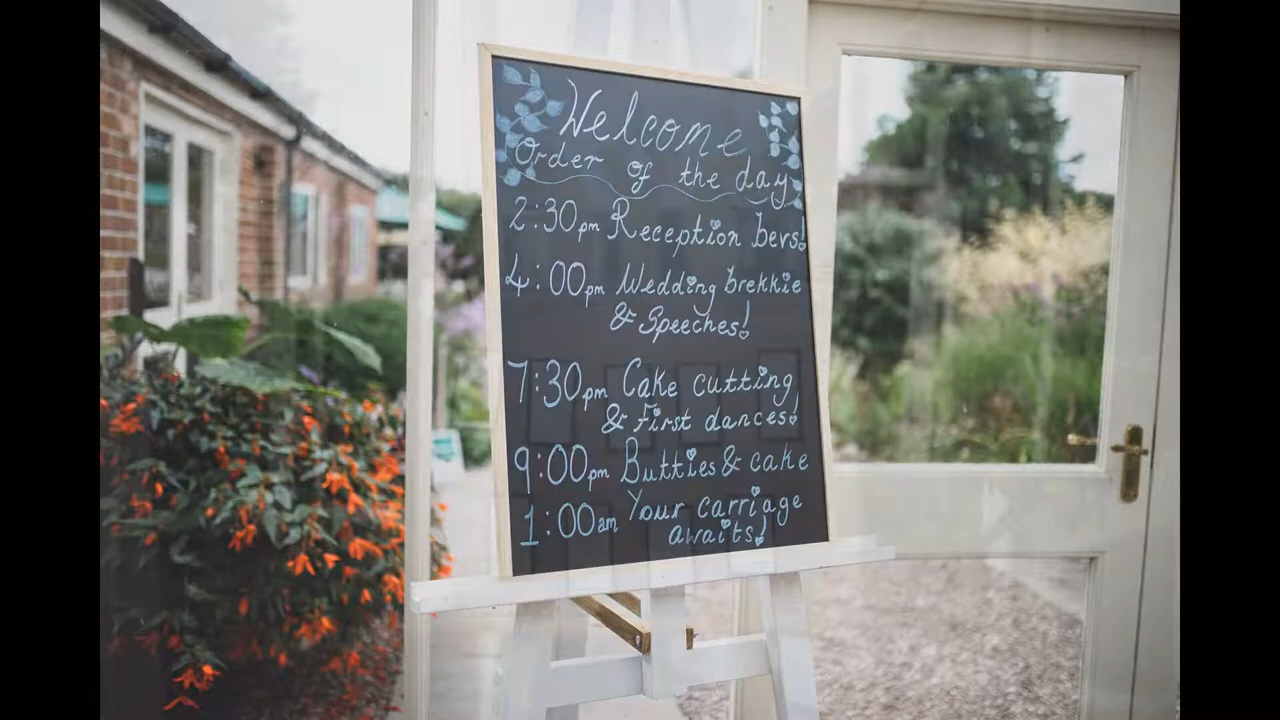 Welcome
Order of the day
2:30pm Reception bevs!
4:00pm Wedding brekkie
& Speeches!
7:30pm Cake cutting
& First dances!
9:00pm Butties & cake
1:00am Your carriage
awaits!